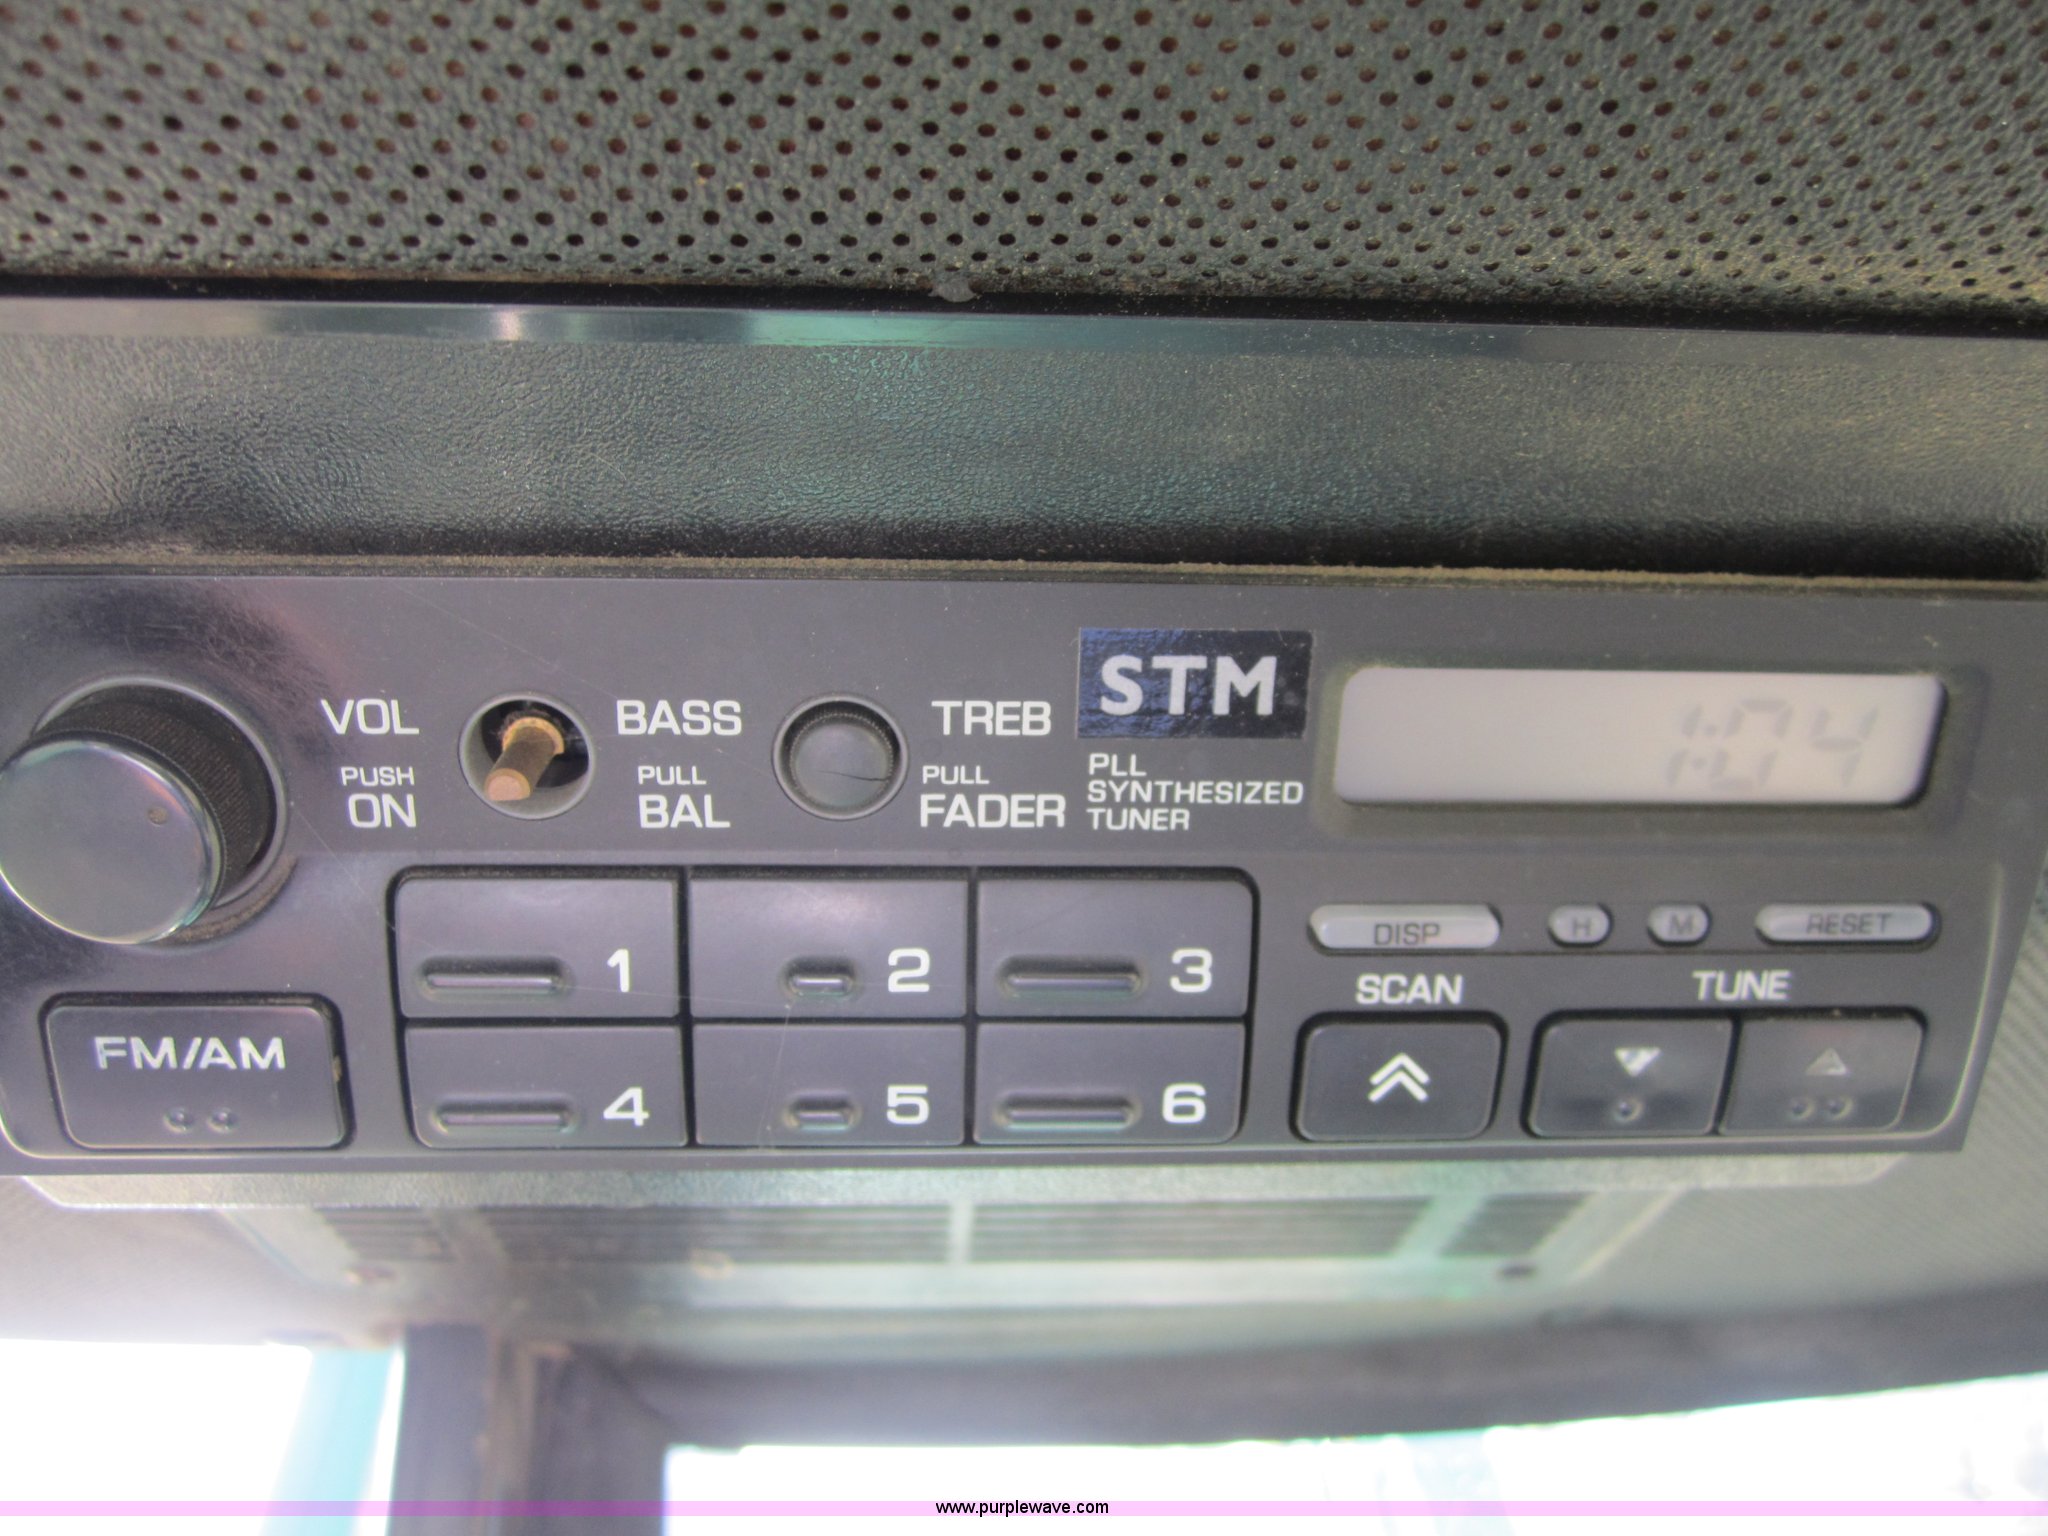 VOL
PUSH
ON
BASS
PULL
BAL
TREB
PULL
FADER
STM
PLL
SYNTHESIZED
TUNER
1:04
DISP
H
M
RESET
SCAN
TUNE
FM/AM
1
2
3
4
5
6
www.purplewave.com